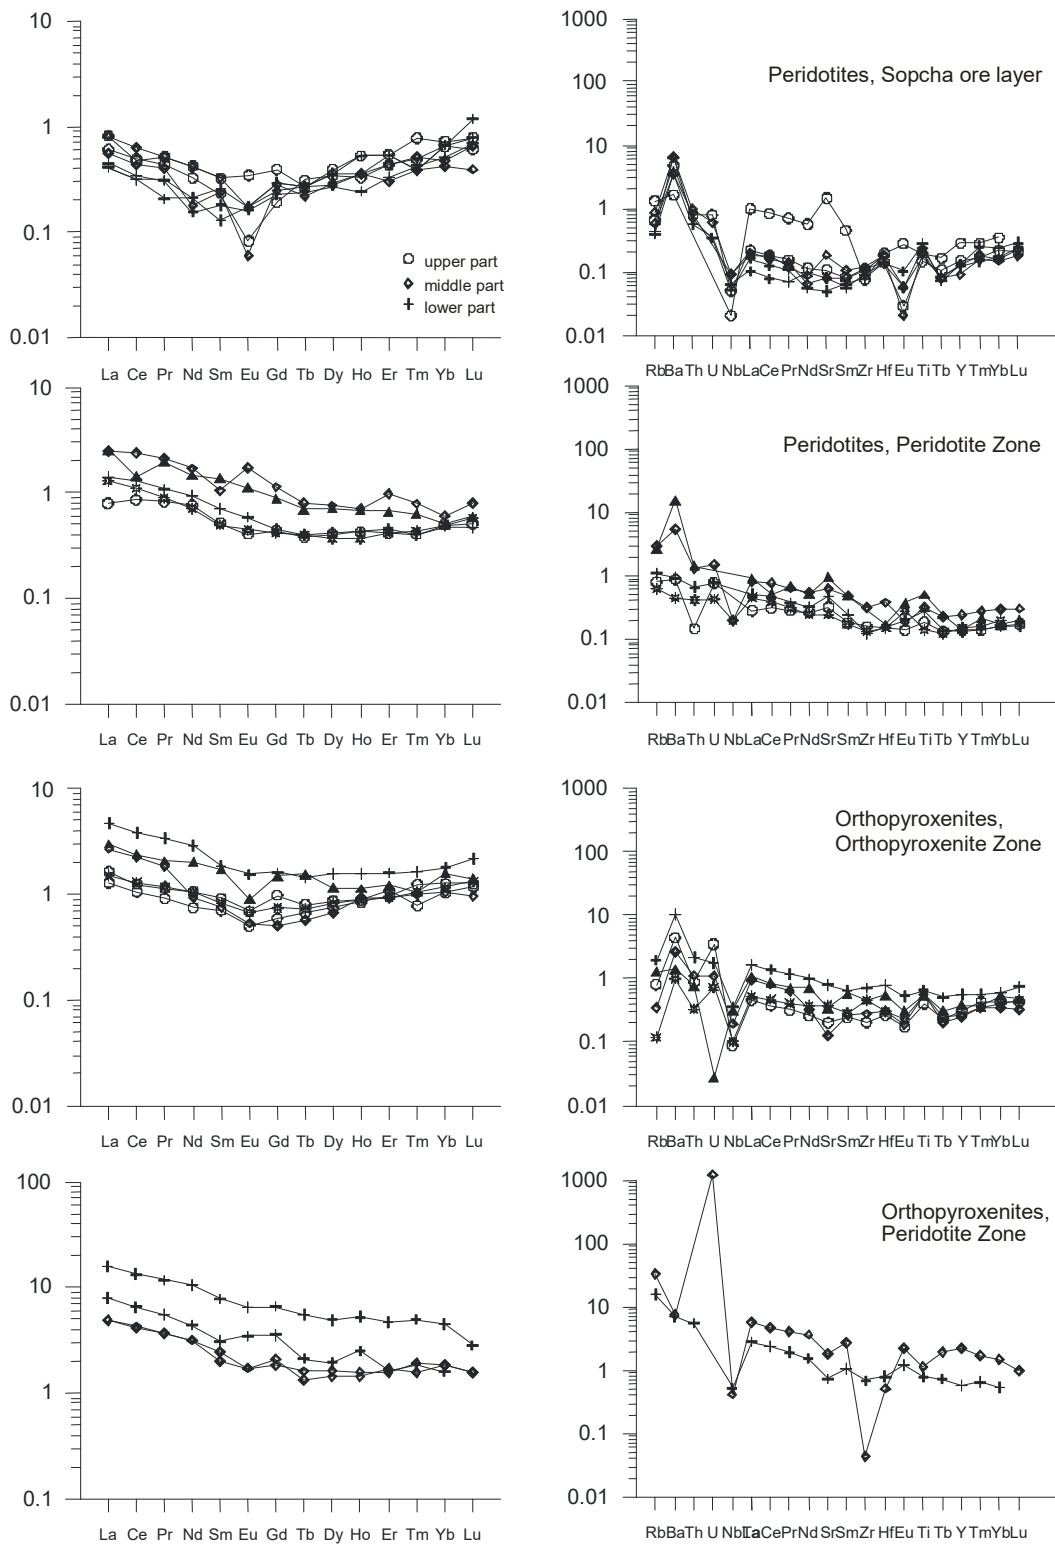 10
1
0.1
0.01
upper part
middle part
lower part
La Ce Pr Nd Sm Eu Gd Tb Dy Ho Er Tm Yb Lu
1000
100
10
1
0.1
0.01
Peridotites, Sopcha ore layer
Rb Ba Th U Nb La Ce Pr Nd Sr Sm Zr Hf Eu Ti Tb Y Tm Yb Lu
10
1
0.1
0.01
La Ce Pr Nd Sm Eu Gd Tb Dy Ho Er Tm Yb Lu
1000
100
10
1
0.1
0.01
Peridotites, Peridotite Zone
Rb Ba Th U Nb La Ce Pr Nd Sr Sm Zr Hf Eu Ti Tb Y Tm Yb Lu
10
1
0.1
0.01
La Ce Pr Nd Sm Eu Gd Tb Dy Ho Er Tm Yb Lu
1000
100
10
1
0.1
0.01
Orthopyroxenites,
Orthopyroxenite Zone
Rb Ba Th U Nb La Ce Pr Nd Sr Sm Zr Hf Eu Ti Tb Y Tm Yb Lu
100
10
1
0.1
La Ce Pr Nd Sm Eu Gd Tb Dy Ho Er Tm Yb Lu
1000
100
10
1
0.1
0.01
Orthopyroxenites,
Peridotite Zone
Rb Ba Th U Nb Ta La Ce Pr Nd Sr Sm Zr Hf Eu Ti Tb Y Tm Yb Lu